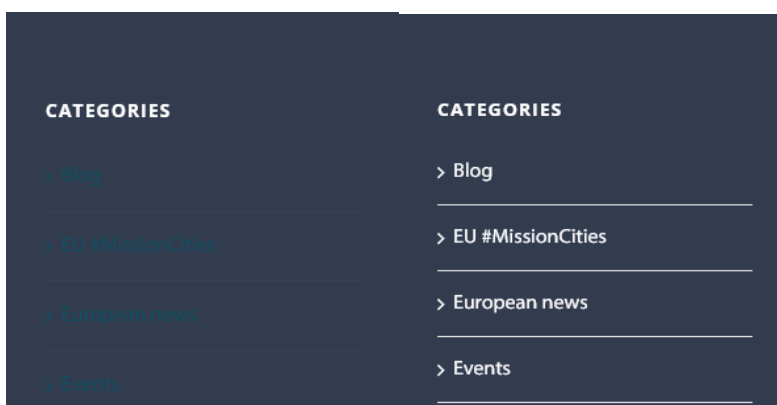 CATEGORIES
Blog
EU #MissionCities
European news
Events
CATEGORIES
Blog
EU #MissionCities
European news
Events